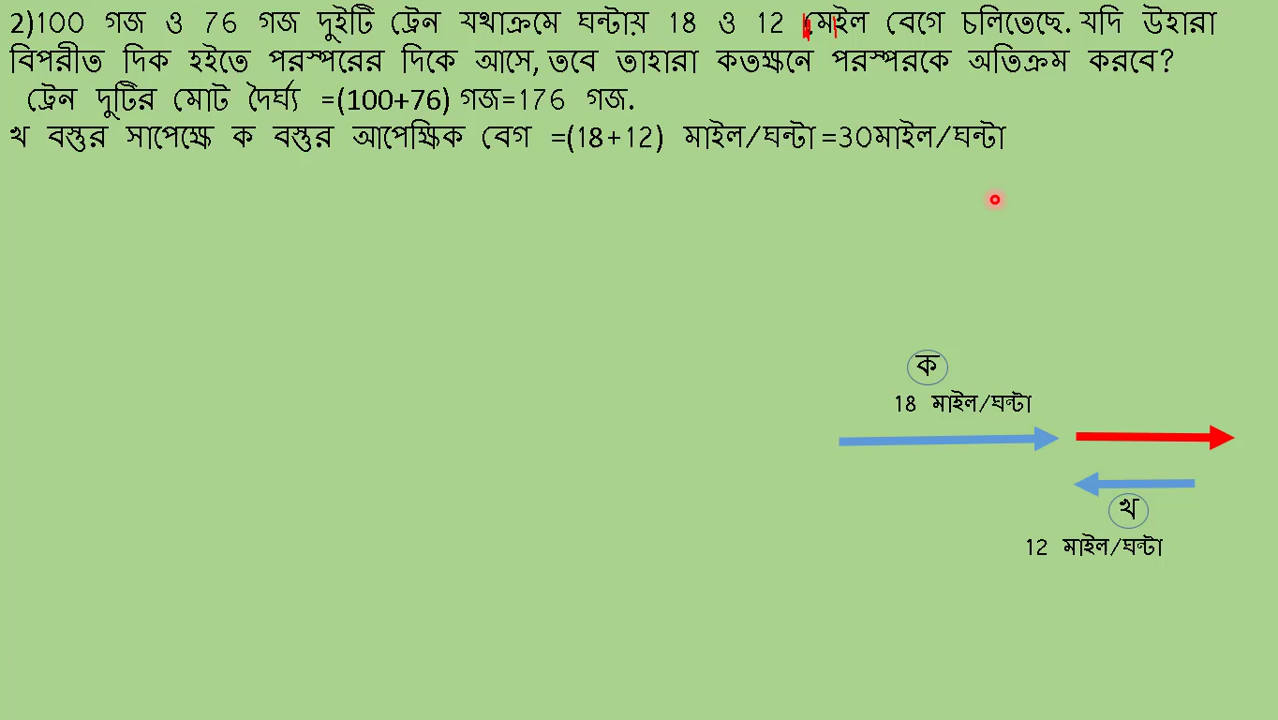 2)100 গজ ও 76 গজ দুইটি ট্রেন যথাক্রমে ঘন্টায় 18 ও 12 মেইল বেগে চলিতেছে. যদি উহারা
বিপরীত দিক হইতে পরস্পরের দিকে আসে, তবে তাহারা কতক্ষনে পরস্পরকে অতিক্রম করবে?
ট্রেন দুটির মোট দৈর্ঘ্য =(100+76) গজ=176 গজ.
খ বস্তুর সাপেক্ষে ক বস্তুর আপেক্ষিক বেগ =(18+12) মাইল/ঘন্টা =30মাইল/ঘন্টা
ক
18 মাইল/ঘন্টা
খ
12 মাইল/ঘন্টা